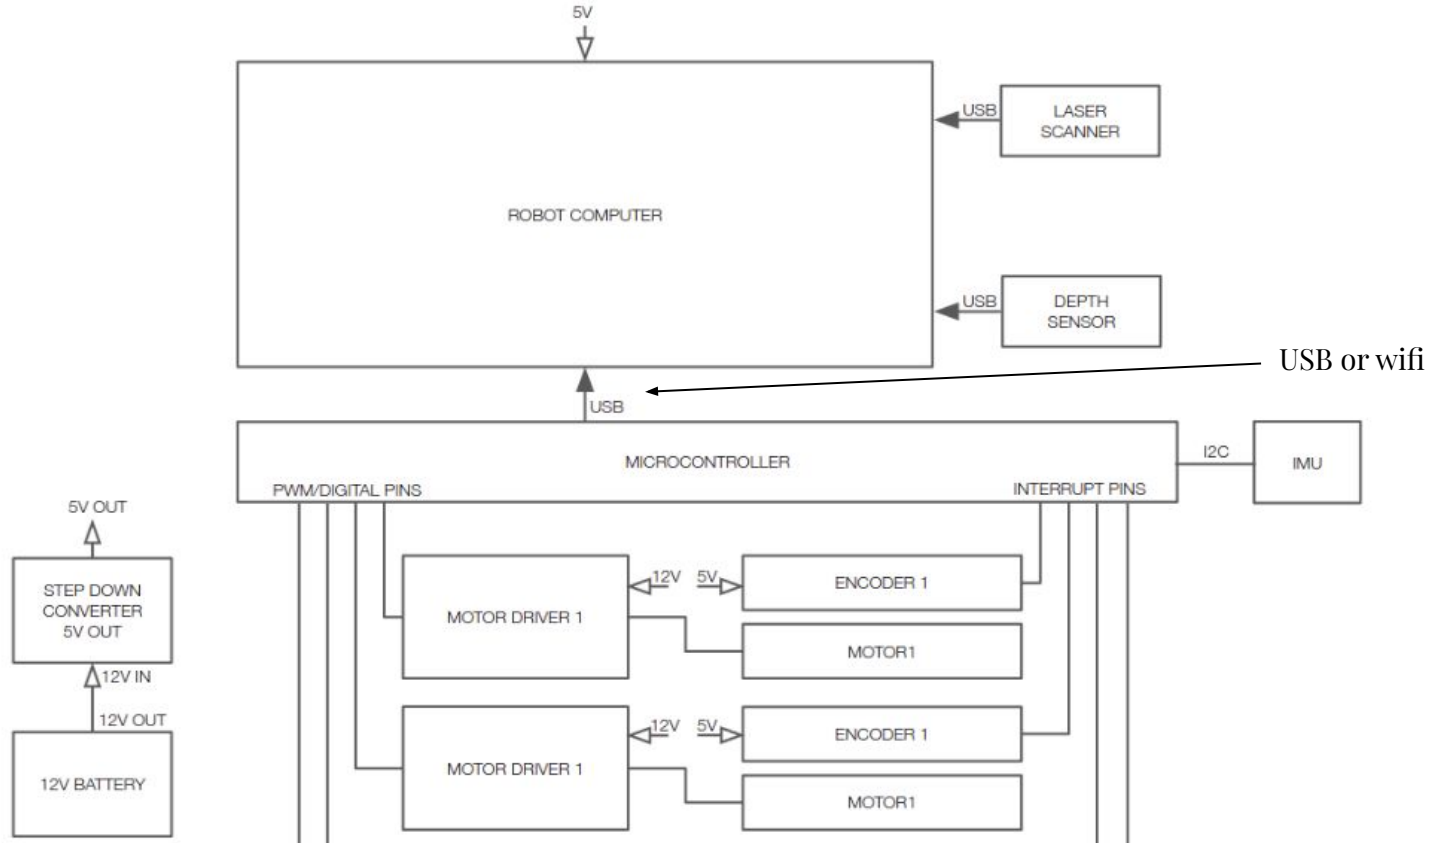 5V
USB
LASER
SCANNER
ROBOT COMPUTER
USB
DEPTH
SENSOR
USB or wifi
USB
MICROCONTROLLER
I2C
IMU
PWM/DIGITAL PINS
INTERRUPT PINS
5V OUT
STEP DOWN
CONVERTER
5V OUT
12V IN
12V OUT
12V BATTERY
MOTOR DRIVER 1
12V
5V
ENCODER 1
MOTOR1
MOTOR DRIVER 1
12V
5V
ENCODER 1
MOTOR1